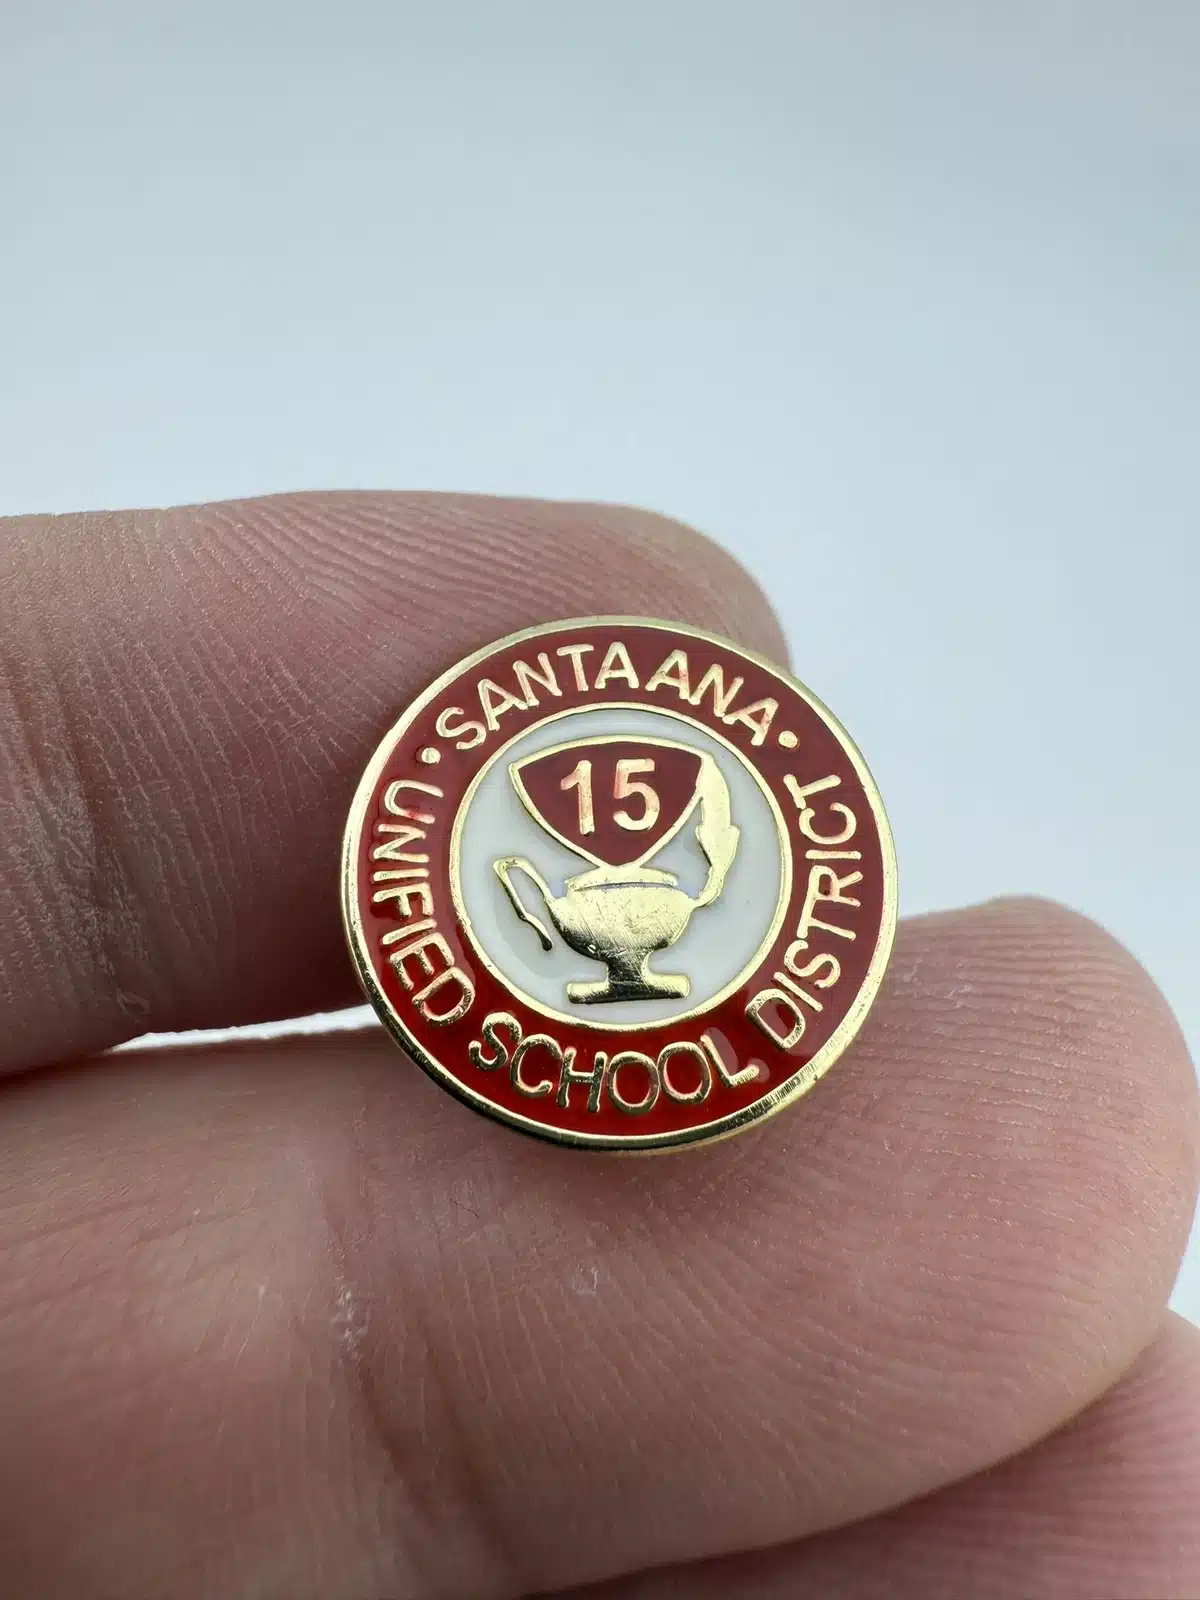 • SANTA ANA •
UNIFIED SCHOOL DISTRICT
15